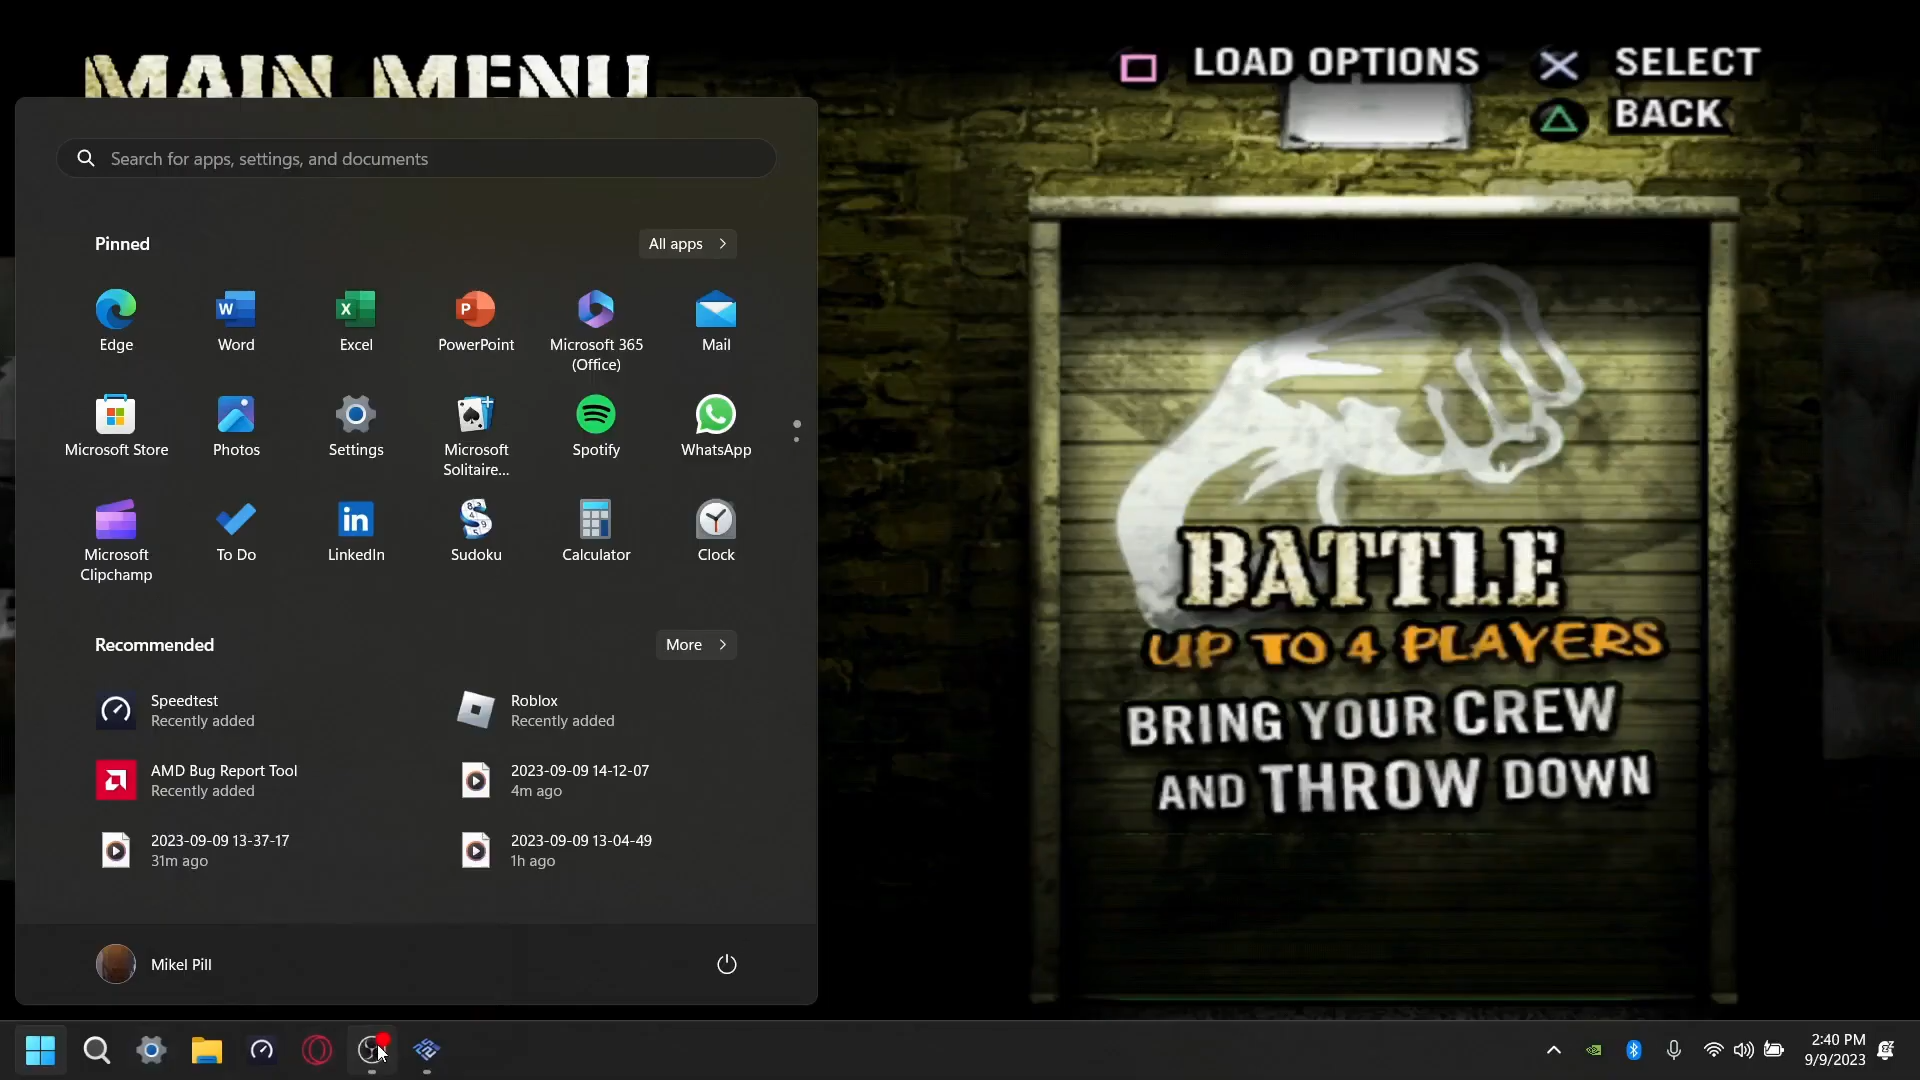 MAIN MENU
LOAD OPTIONS
SELECT
BACK
Search for apps, settings, and documents
Pinned
All apps
Edge
Word
Excel
PowerPoint
Microsoft 365
(Office)
Mail
Microsoft Store
Photos
Settings
Microsoft
Solitaire...
Spotify
WhatsApp
Microsoft
Clipchamp
To Do
LinkedIn
Sudoku
Calculator
Clock
Recommended
More
Speedtest
Recently added
Roblox
Recently added
AMD Bug Report Tool
Recently added
2023-09-09 14-12-07
4m ago
2023-09-09 13-37-17
31m ago
2023-09-09 13-04-49
1h ago
Mikel Pill
BATTLE
UP TO 4 PLAYERS
BRING YOUR CREW
AND THROW DOWN
2:40 PM
9/9/2023